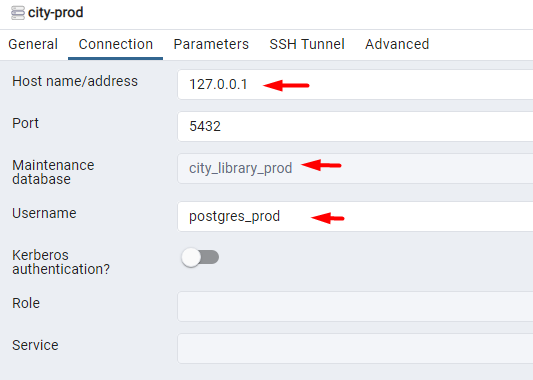 city-prod
General Connection Parameters SSH Tunnel Advanced
Host name/address 127.0.0.1
Port 5432
Maintenance
database city_library_prod
Username postgres_prod
Kerberos
authentication?
Role
Service